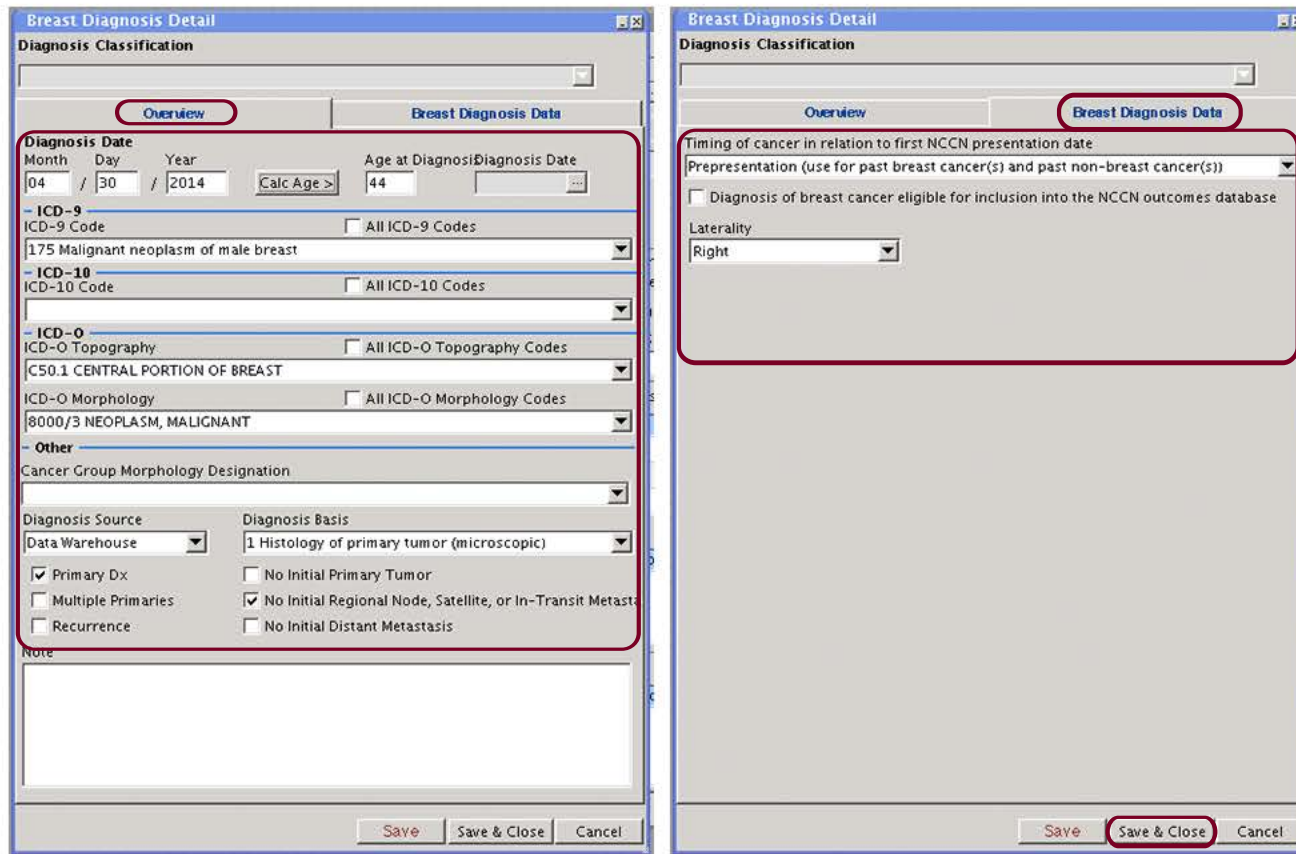 Breast Diagnosis Detail
Diagnosis Classification
Overview Breast Diagnosis Data
Diagnosis Date
Month Day Year Age at Diagnosis Diagnosis Date
04 / 30 / 2014 Calc Age > 44 ...
ICD-9
ICD-9 Code All ICD-9 Codes
175 Malignant neoplasm of male breast
ICD-10
ICD-10 Code All ICD-10 Codes
ICD-O
ICD-O Topography All ICD-O Topography Codes
C50.1 CENTRAL PORTION OF BREAST
ICD-O Morphology All ICD-O Morphology Codes
8000/3 NEOPLASM, MALIGNANT
Other
Cancer Group Morphology Designation
Diagnosis Source Diagnosis Basis
Data Warehouse 1 Histology of primary tumor (microscopic)
Primary Dx No Initial Primary Tumor
Multiple Primaries No Initial Regional Node, Satellite, or In-Transit Metasta
Recurrence No Initial Distant Metastasis
Note
Save Save & Close Cancel
Breast Diagnosis Detail
Diagnosis Classification
Overview Breast Diagnosis Data
Timing of cancer in relation to first NCCN presentation date
Prepresentation (use for past breast cancer(s) and past non-breast cancer(s))
Diagnosis of breast cancer eligible for inclusion into the NCCN outcomes database
Laterality
Right
Save Save & Close Cancel